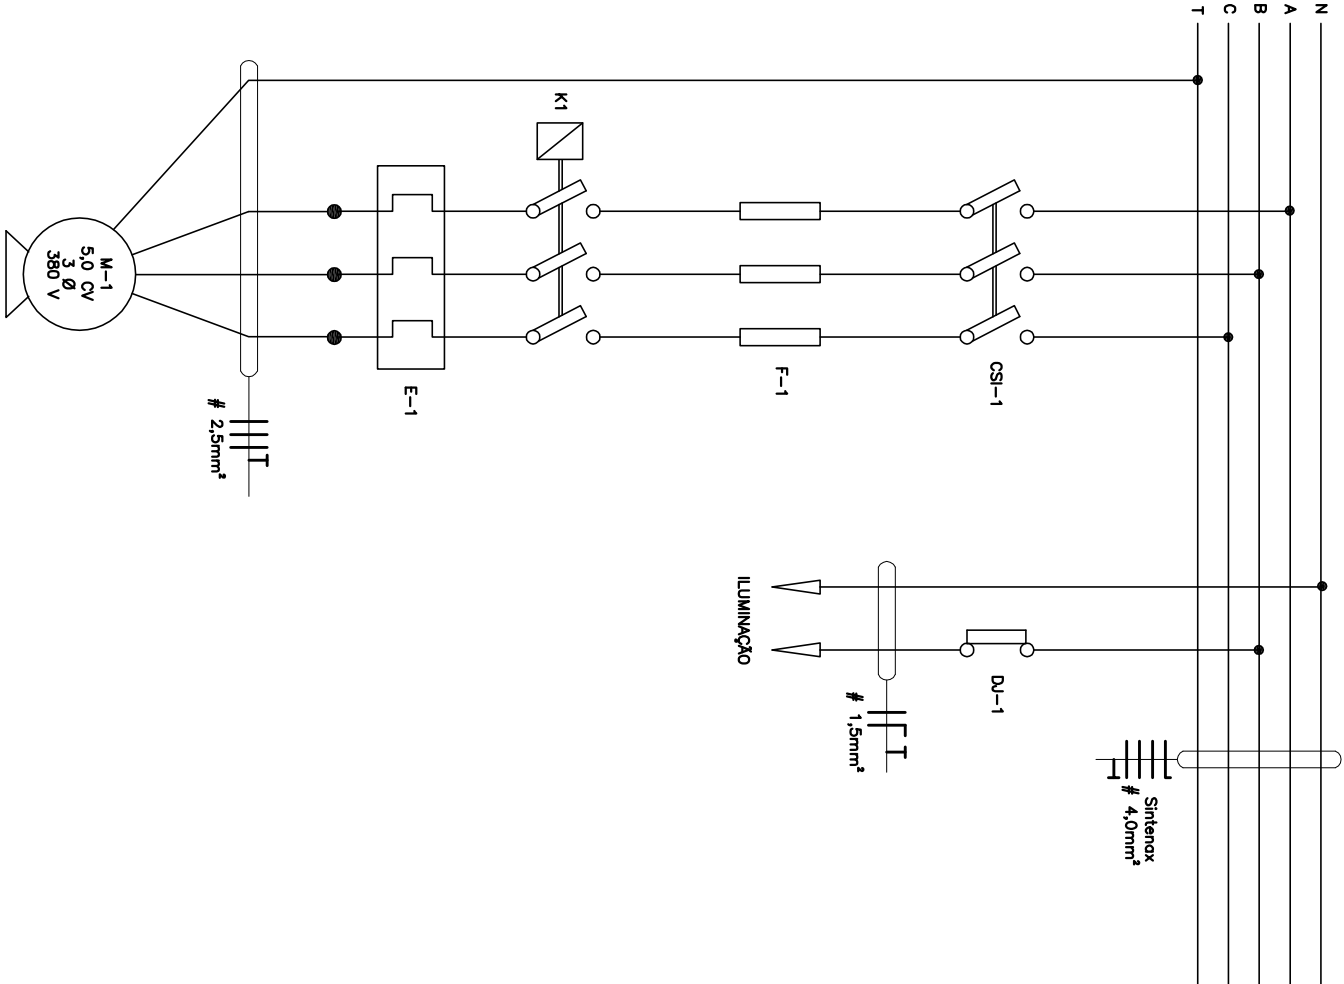 N
A
B
C
T
K1
CSI-1
F-1
E-1
M-1
5,0 CV
3 Ø
380 V
# 2,5mm²
DJ-1
ILUMINAÇÃO
# 1,5mm²
Sintenax
# 4,0mm²